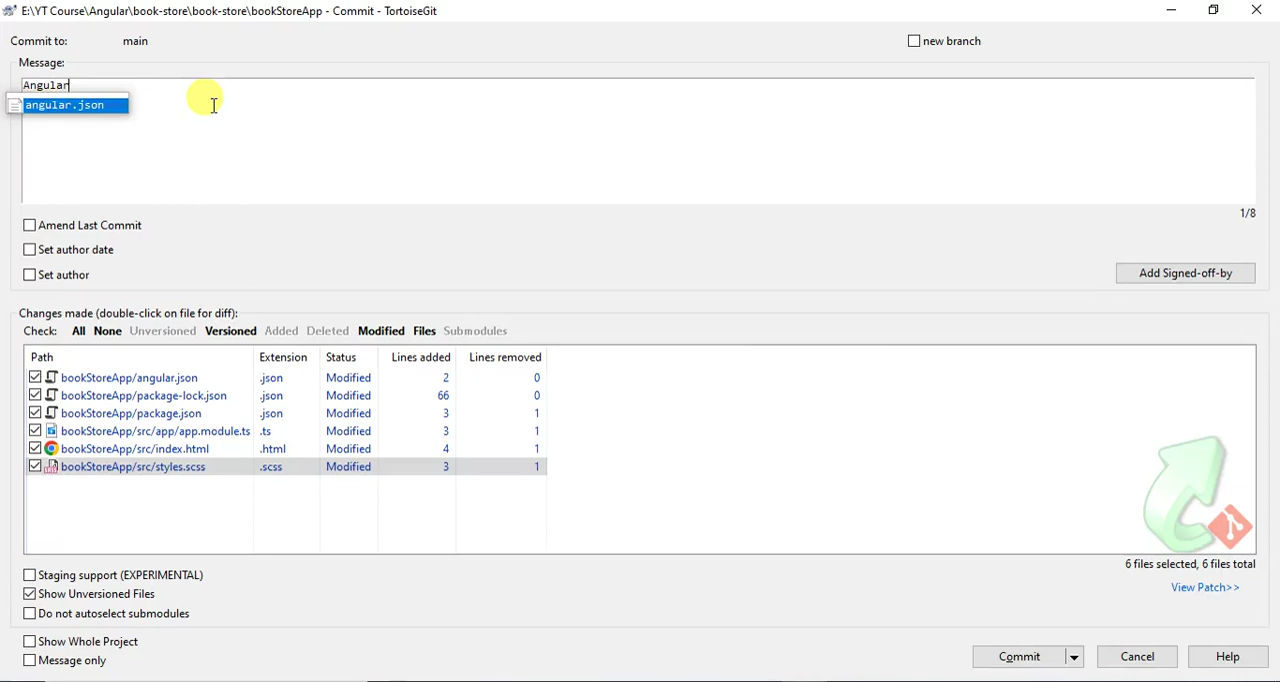 E:\YT Course\Angular\book-store\book-store\bookStoreApp - Commit - TortoiseGit
Commit to: main
new branch
Message:
Angular
angular.json
1/8
Amend Last Commit
Set author date
Set author
Add Signed-off-by
Changes made (double-click on file for diff):
Check: All None Unversioned Versioned Added Deleted Modified Files Submodules
Path Extension Status Lines added Lines removed
bookStoreApp/angular.json .json Modified 2 0
bookStoreApp/package-lock.json .json Modified 66 0
bookStoreApp/package.json .json Modified 3 1
bookStoreApp/src/app/app.module.ts .ts Modified 3 1
bookStoreApp/src/index.html .html Modified 4 1
bookStoreApp/src/styles.scss .scss Modified 3 1
6 files selected, 6 files total
Staging support (EXPERIMENTAL)
View Patch>>
Show Unversioned Files
Do not autoselect submodules
Show Whole Project
Message only
Commit
Cancel
Help